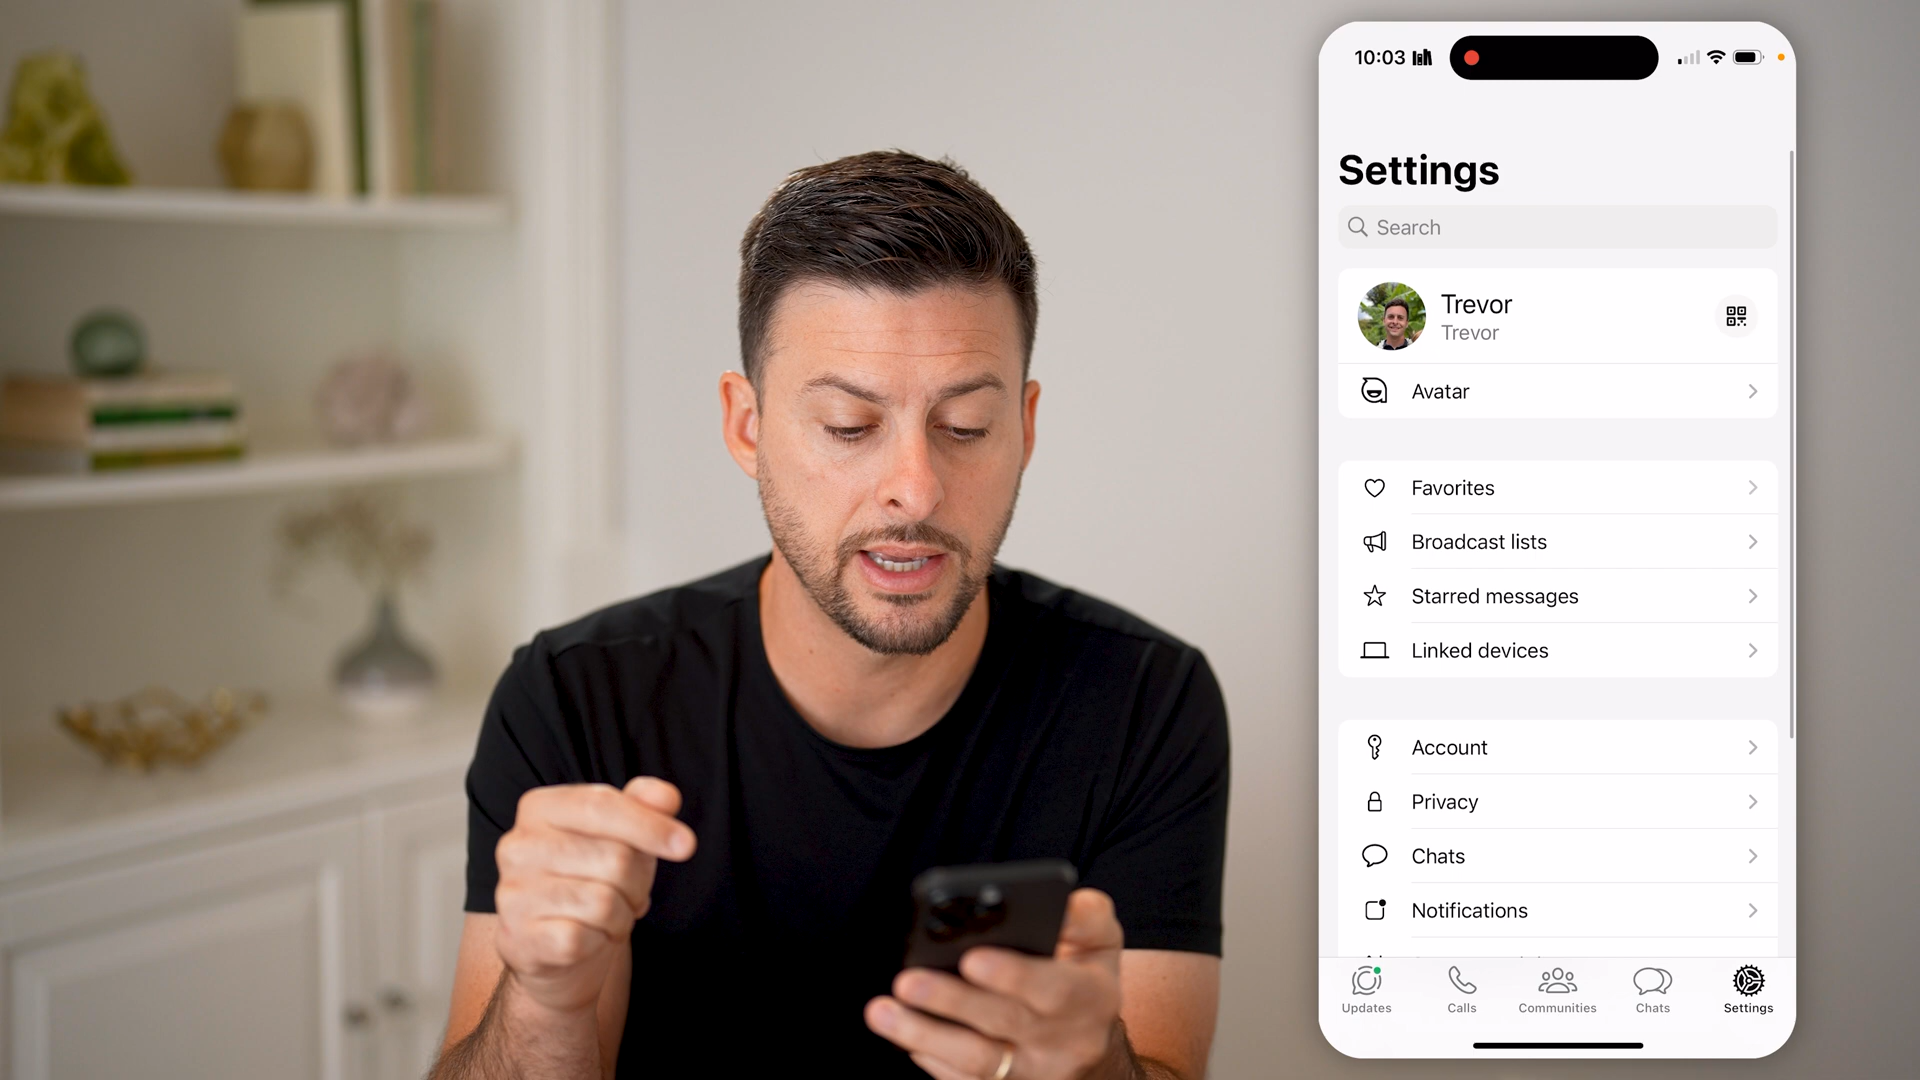 10:03
Settings
Search
Trevor
Trevor
Avatar
Favorites
Broadcast lists
Starred messages
Linked devices
Account
Privacy
Chats
Notifications
Updates
Calls
Communities
Chats
Settings